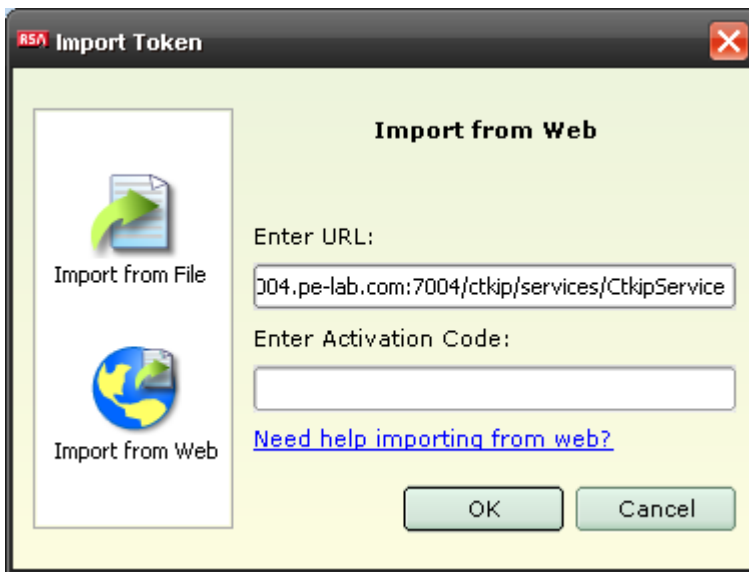 RSA Import Token
Import from Web
Import from File
Import from Web
Enter URL:
004.pe-lab.com:7004/ctkip/services/CtkipService
Enter Activation Code:
Need help importing from web?
OK
Cancel